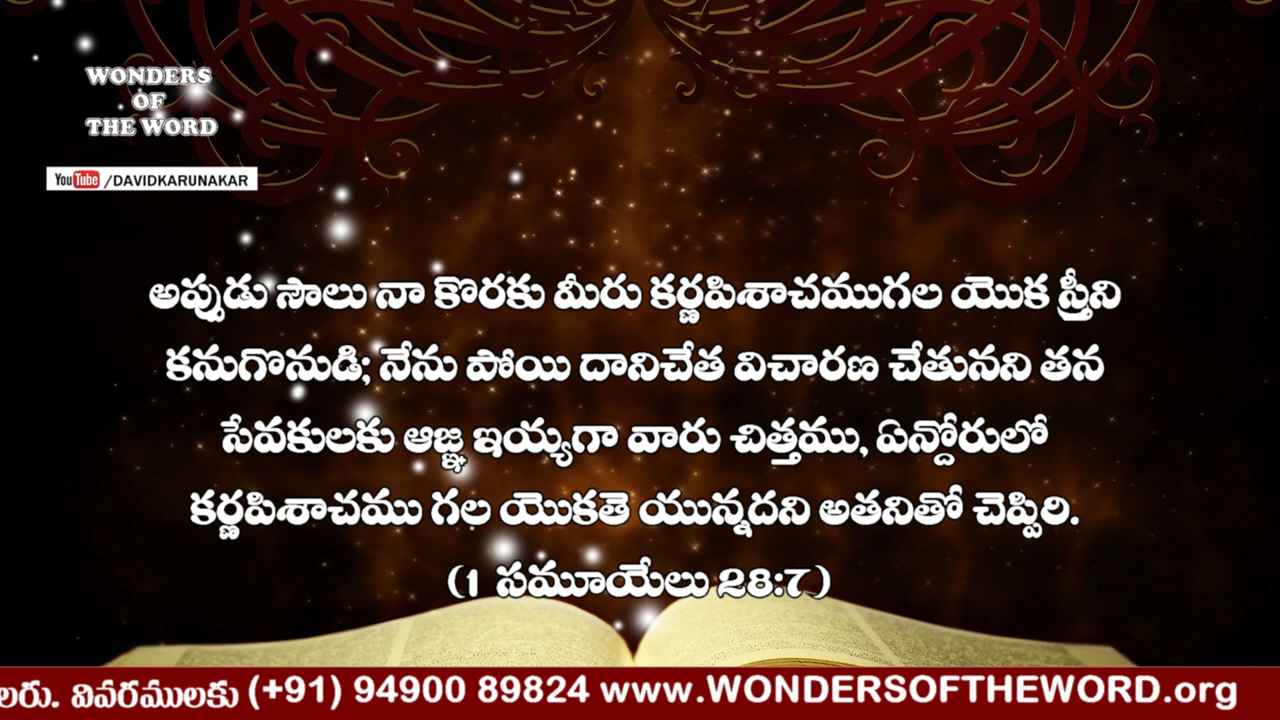 WONDERS
OF
THE WORD
YouTube /DAVIDKARUNAKAR
అప్పుడు సౌలు నా కొరకు మీరు కర్ణపిశాచముగల యొక స్త్రీని
కనుగొనుడి; నేను పోయి దానిచేత విచారణ చేతునని తన
సేవకులకు ఆజ్ఞ ఇయ్యగా వారు చిత్తము, ఏన్దోరులో
కర్ణపిశాచము గల యొకతె యున్నదని అతనితో చెప్పిరి.
(1 సమూయేలు 28:7)
లరు. వివరములకు (+91) 94900 89824 www.WONDERSOFTHEWORD.org